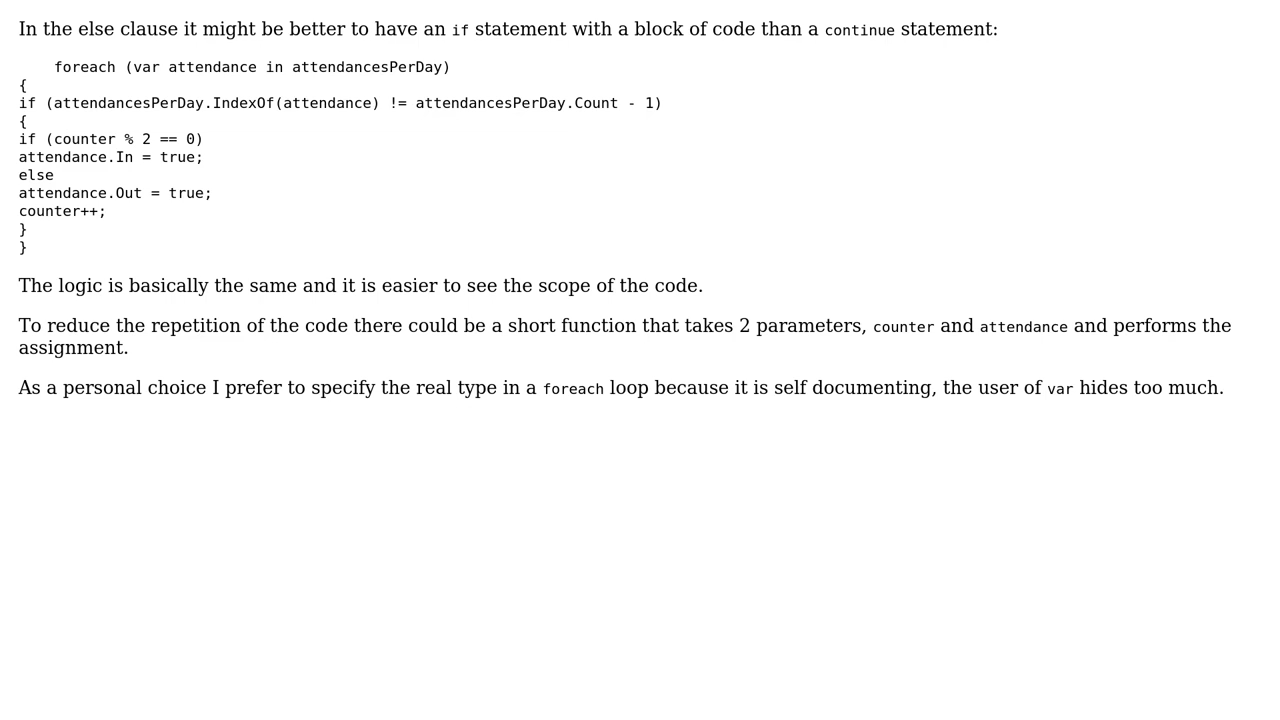 In the else clause it might be better to have an if statement with a block of code than a continue statement:
foreach (var attendance in attendancesPerDay)
{
if (attendancesPerDay.IndexOf(attendance) != attendancesPerDay.Count - 1)
{
if (counter % 2 == 0)
attendance.In = true;
else
attendance.Out = true;
counter++;
}
}
The logic is basically the same and it is easier to see the scope of the code.
To reduce the repetition of the code there could be a short function that takes 2 parameters, counter and attendance and performs the
assignment.
As a personal choice I prefer to specify the real type in a foreach loop because it is self documenting, the user of var hides too much.